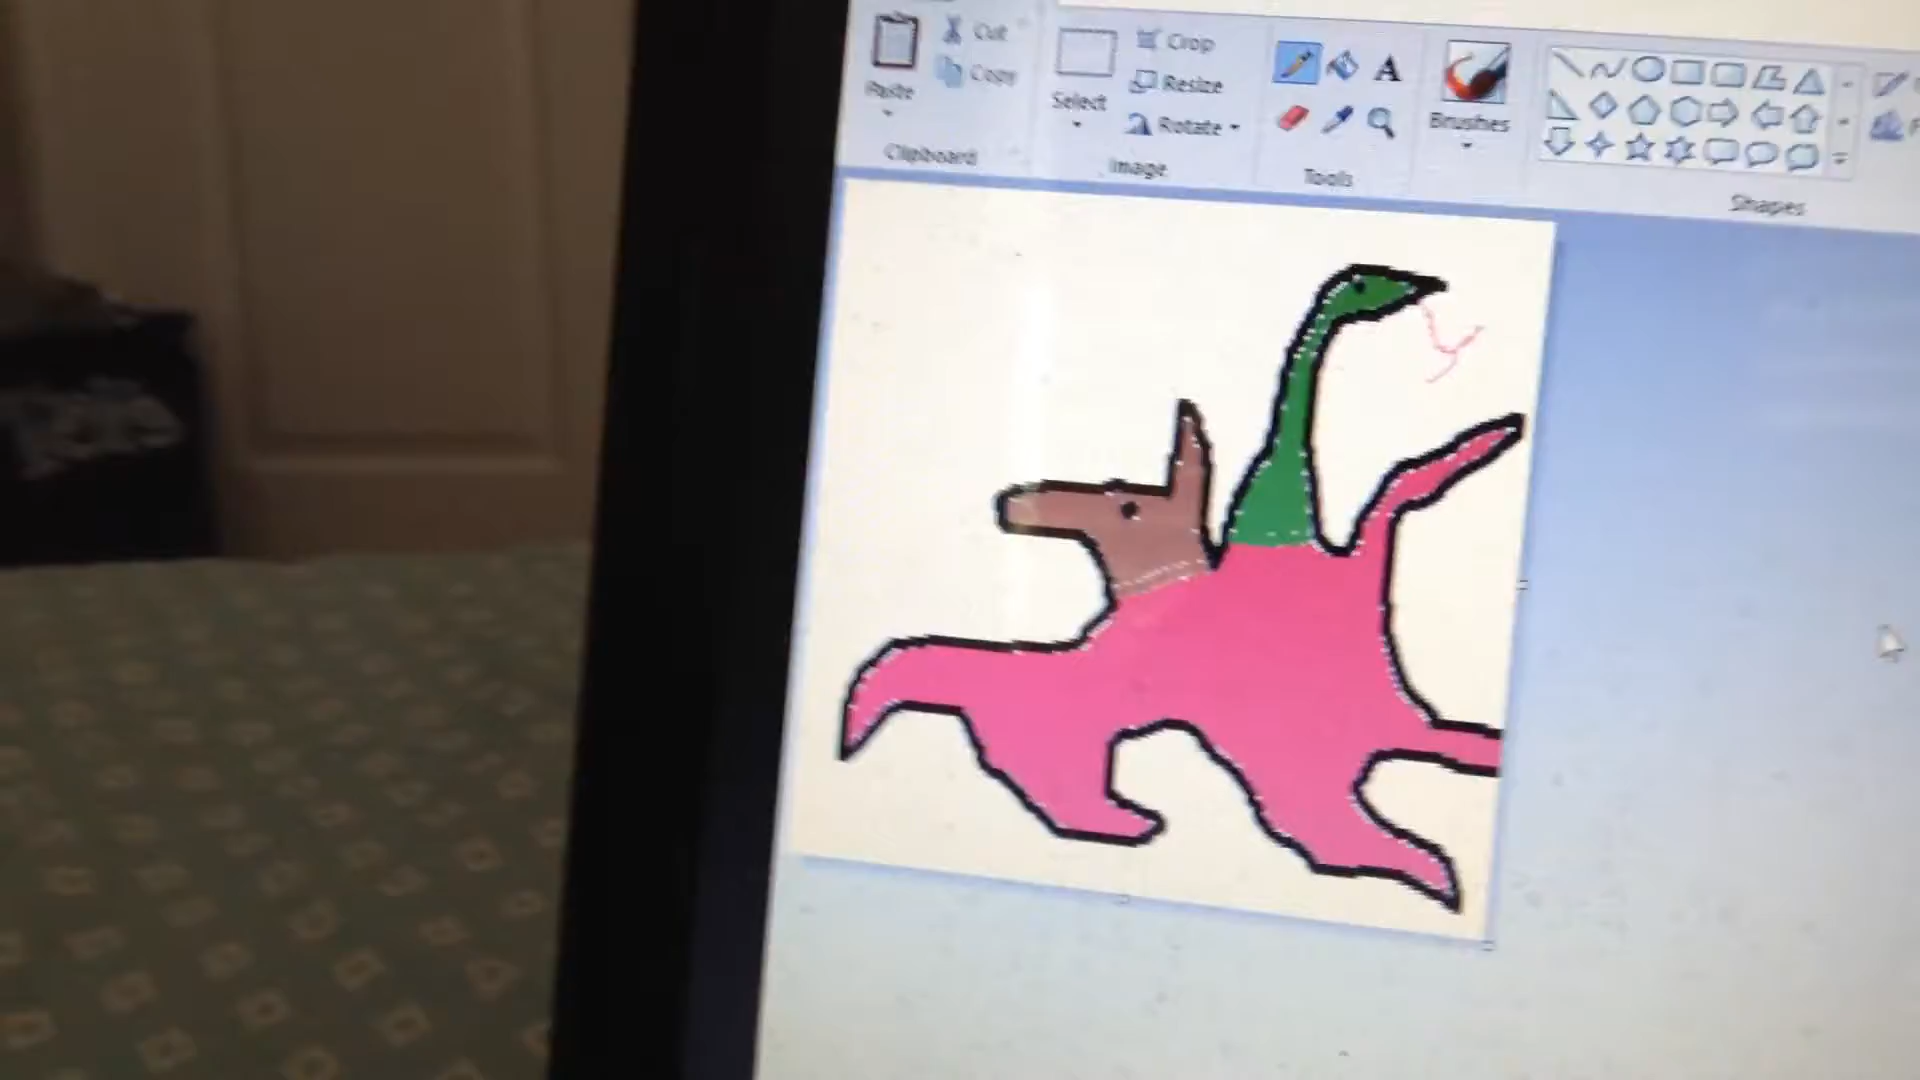 Cut
Copy
Paste
Clipboard
Select
Crop
Resize
Rotate
Image
A
Tools
Brushes
Shapes